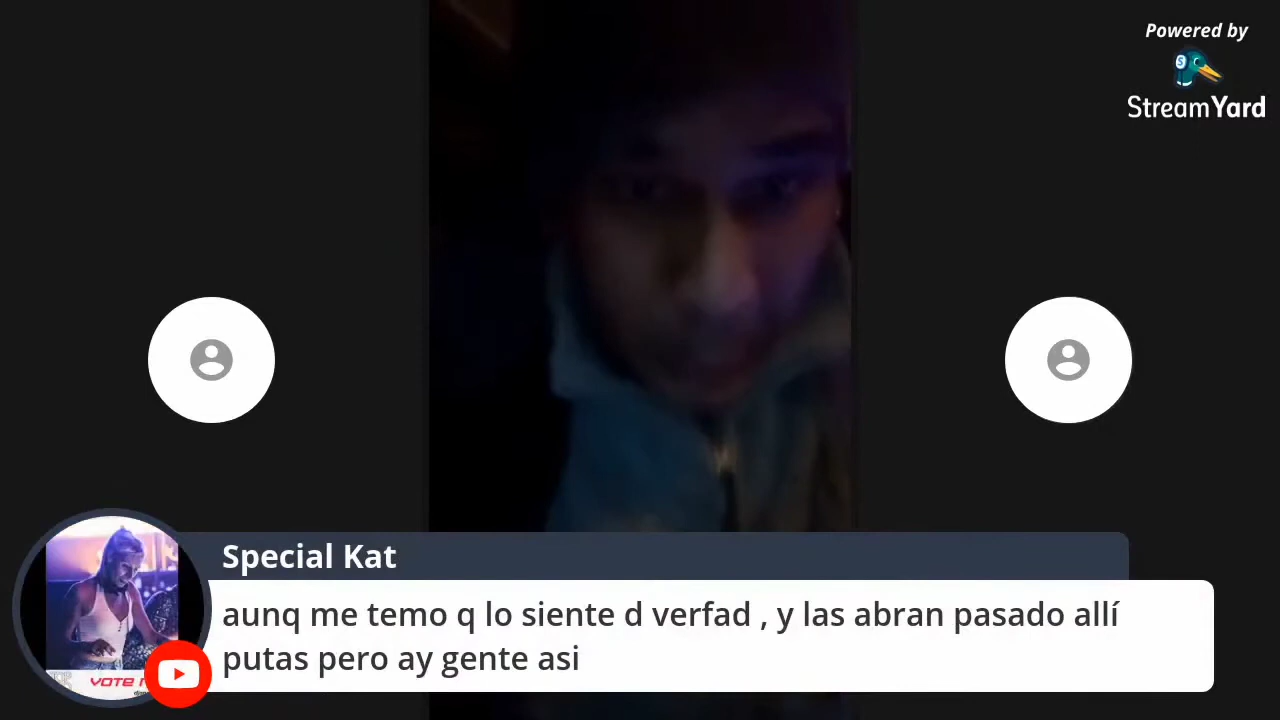 Powered by
StreamYard
Special Kat
aunq me temo q lo siente d verfad , y las abran pasado allí
putas pero ay gente asi
VOTE